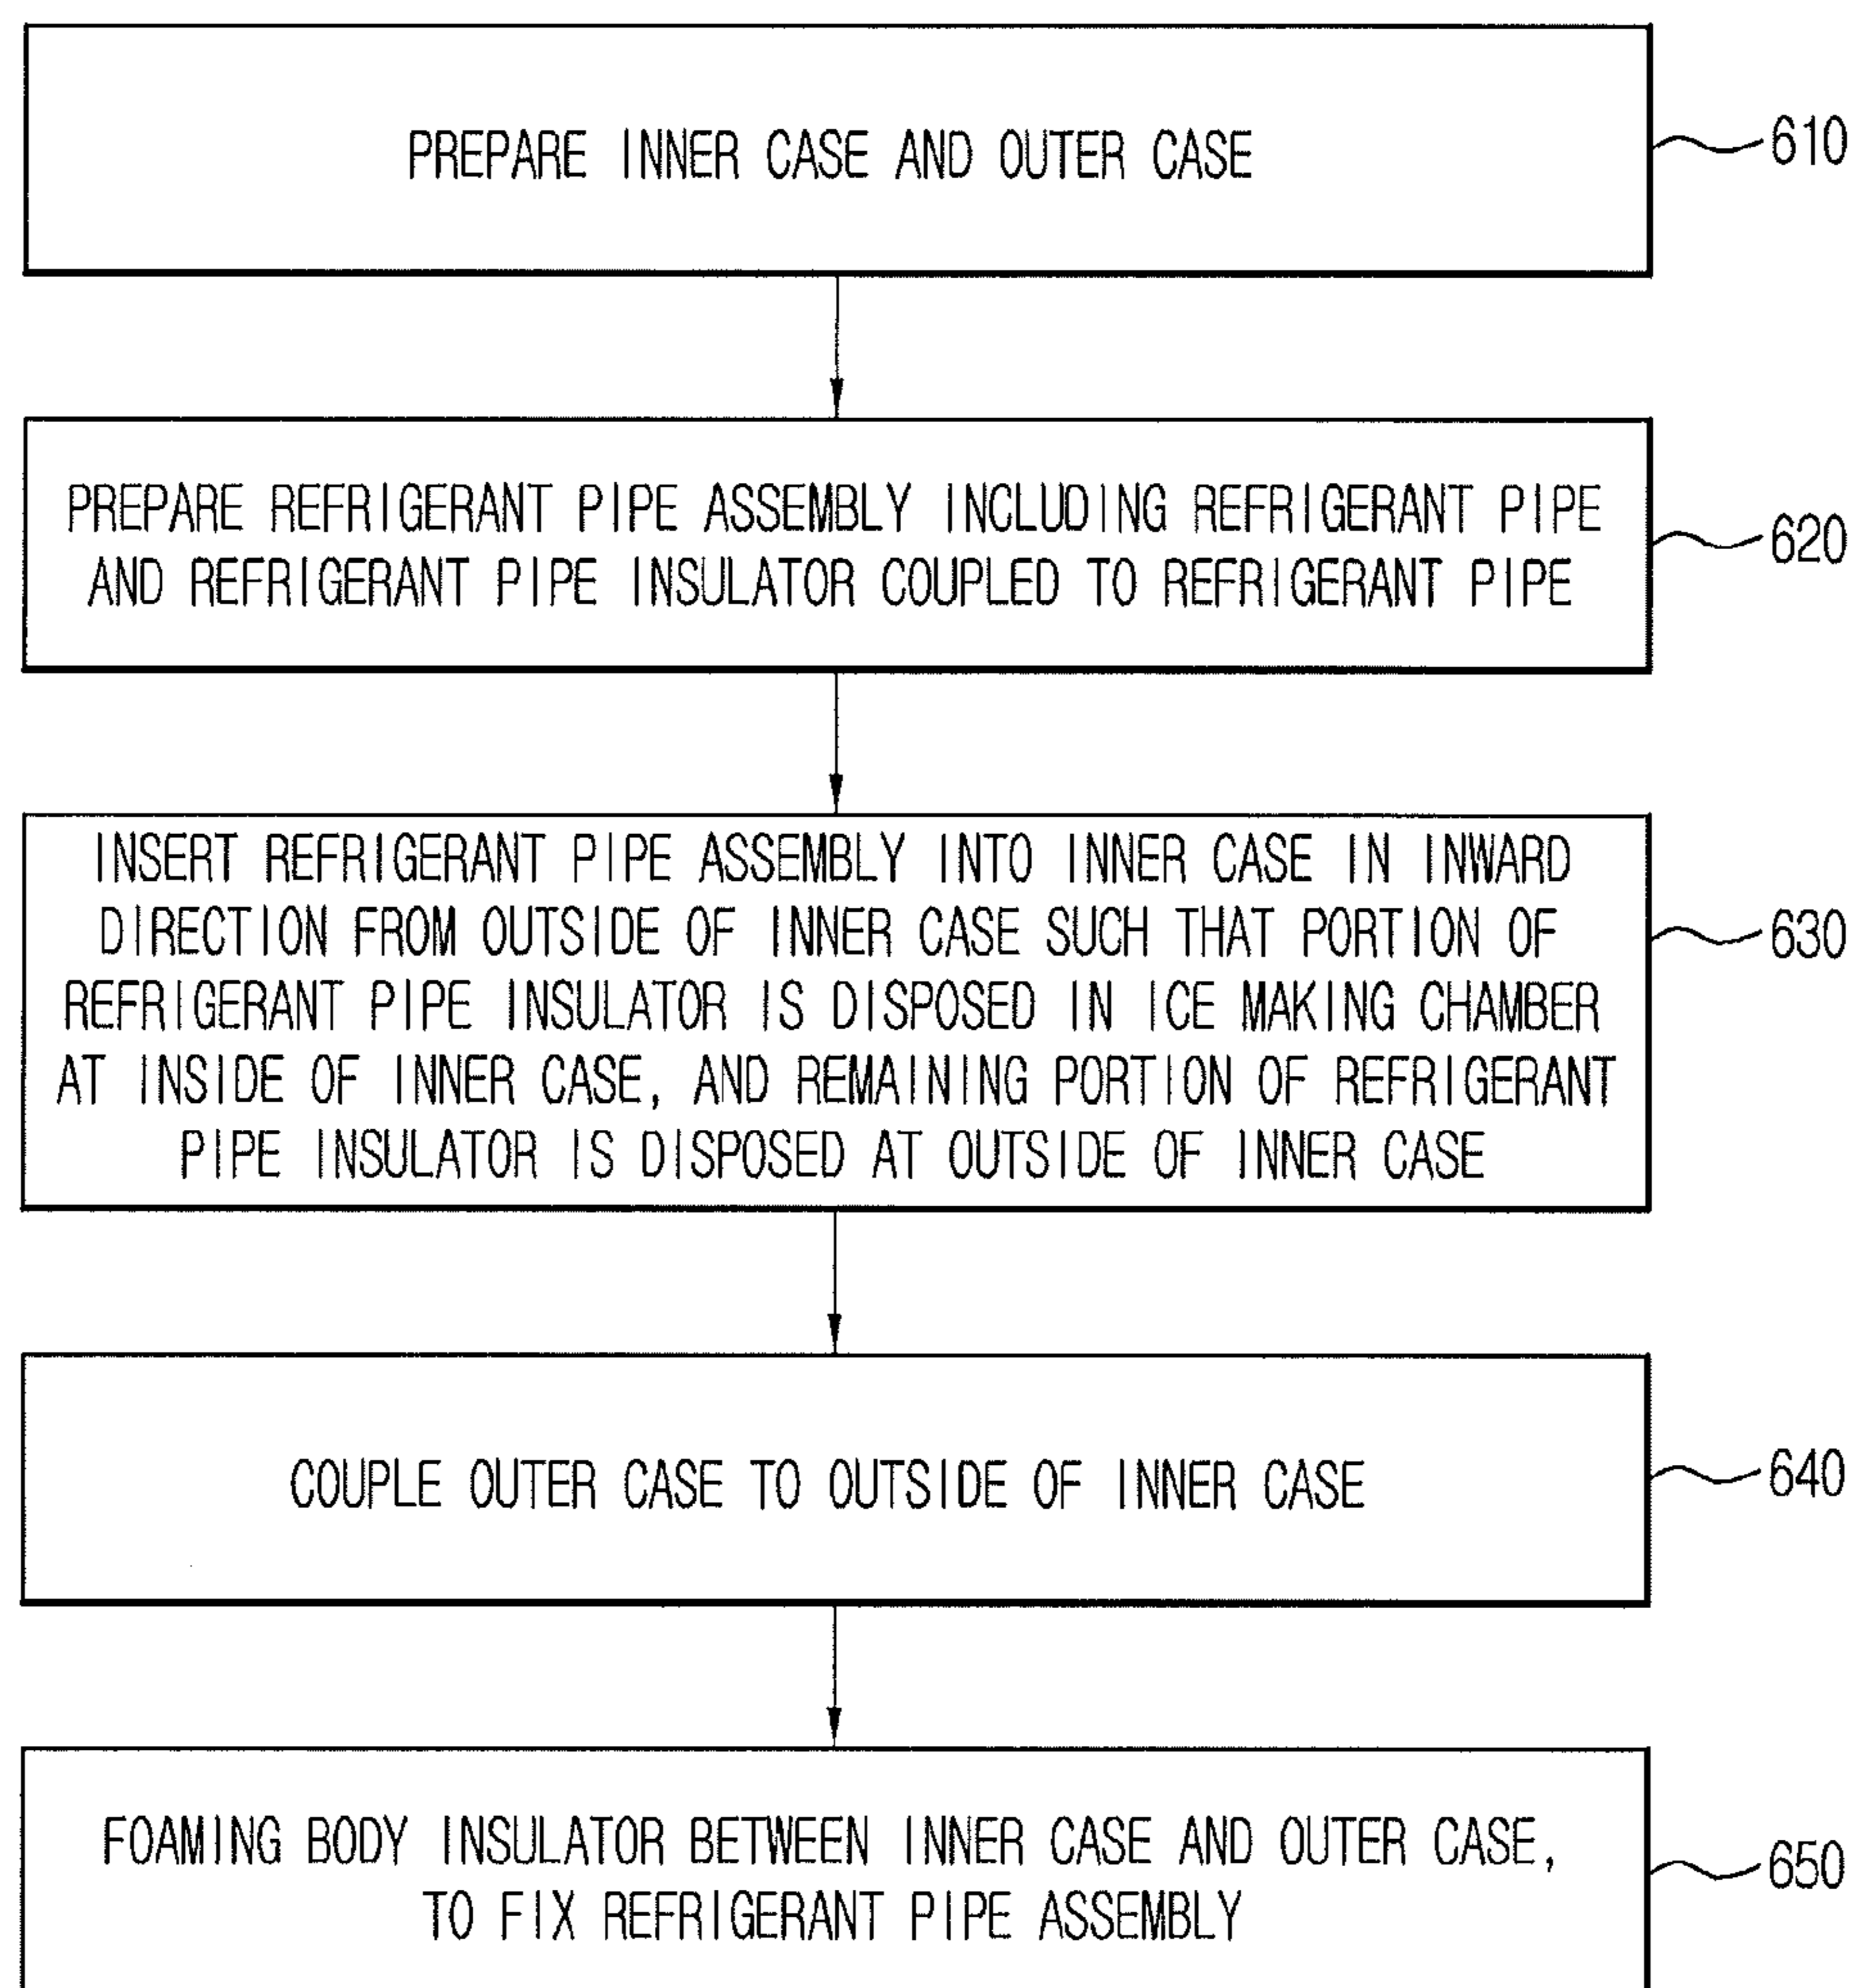 PREPARE INNER CASE AND OUTER CASE
610
PREPARE REFRIGERANT PIPE ASSEMBLY INCLUDING REFRIGERANT PIPE
AND REFRIGERANT PIPE INSULATOR COUPLED TO REFRIGERANT PIPE
620
INSERT REFRIGERANT PIPE ASSEMBLY INTO INNER CASE IN INWARD
DIRECTION FROM OUTSIDE OF INNER CASE SUCH THAT PORTION OF
REFRIGERANT PIPE INSULATOR IS DISPOSED IN ICE MAKING CHAMBER
AT INSIDE OF INNER CASE, AND REMAINING PORTION OF REFRIGERANT
PIPE INSULATOR IS DISPOSED AT OUTSIDE OF INNER CASE
630
COUPLE OUTER CASE TO OUTSIDE OF INNER CASE
640
FOAMING BODY INSULATOR BETWEEN INNER CASE AND OUTER CASE,
TO FIX REFRIGERANT PIPE ASSEMBLY
650